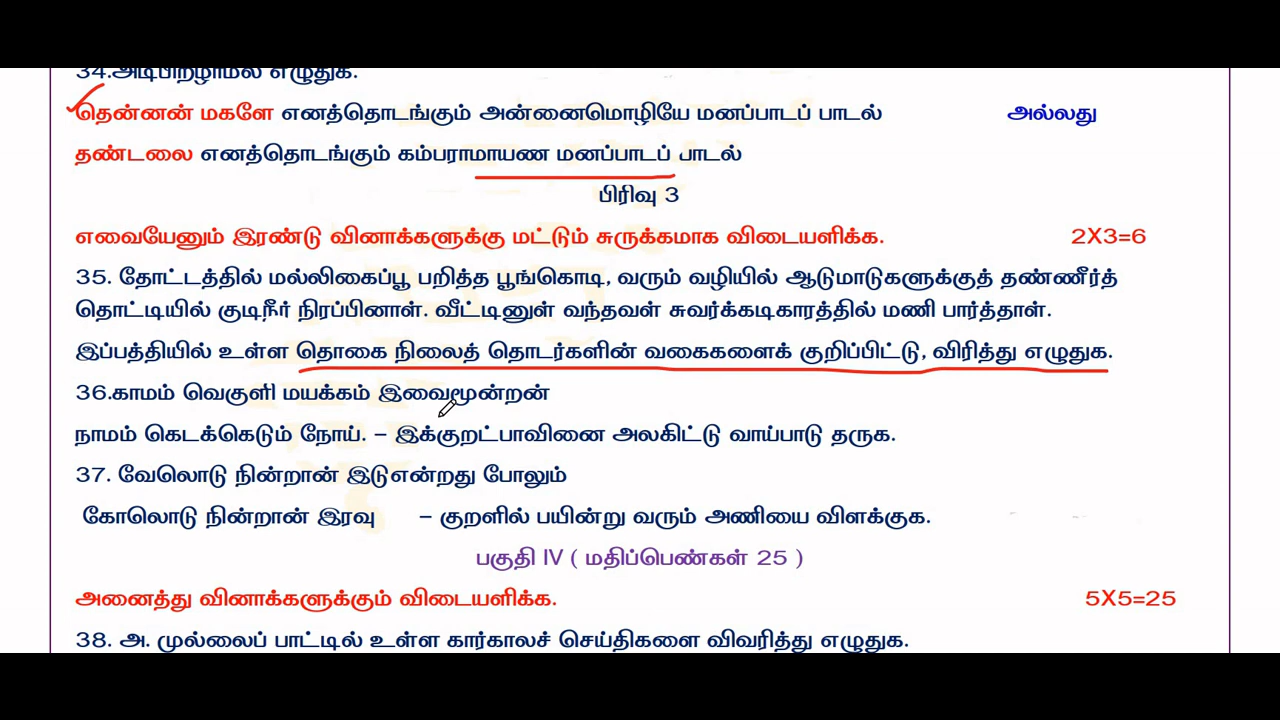 34.அடிபிறழாமல் எழுதுக.
தென்னன் மகளே எனத்தொடங்கும் அன்னைமொழியே மனப்பாடப் பாடல் அல்லது
தண்டலை எனத்தொடங்கும் கம்பராமாயண மனப்பாடப் பாடல்
பிரிவு 3
எவையேனும் இரண்டு வினாக்களுக்கு மட்டும் சுருக்கமாக விடையளிக்க. 2X3=6
35. தோட்டத்தில் மல்லிகைப்பூ பறித்த பூங்கொடி, வரும் வழியில் ஆடுமாடுகளுக்குத் தண்ணீர்த்
தொட்டியில் குடிநீர் நிரப்பினாள். வீட்டினுள் வந்தவள் சுவர்க்கடிகாரத்தில் மணி பார்த்தாள்.
இப்பத்தியில் உள்ள தொகை நிலைத் தொடர்களின் வகைகளைக் குறிப்பிட்டு, விரித்து எழுதுக.
36.காமம் வெகுளி மயக்கம் இவைமூன்றன்
நாமம் கெடக்கெடும் நோய். – இக்குறட்பாவினை அலகிட்டு வாய்பாடு தருக.
37. வேலொடு நின்றான் இடுஎன்றது போலும்
கோலொடு நின்றான் இரவு – குறளில் பயின்று வரும் அணியை விளக்குக.
பகுதி IV ( மதிப்பெண்கள் 25 )
அனைத்து வினாக்களுக்கும் விடையளிக்க. 5X5=25
38. அ. முல்லைப் பாட்டில் உள்ள கார்காலச் செய்திகளை விவரித்து எழுதுக.